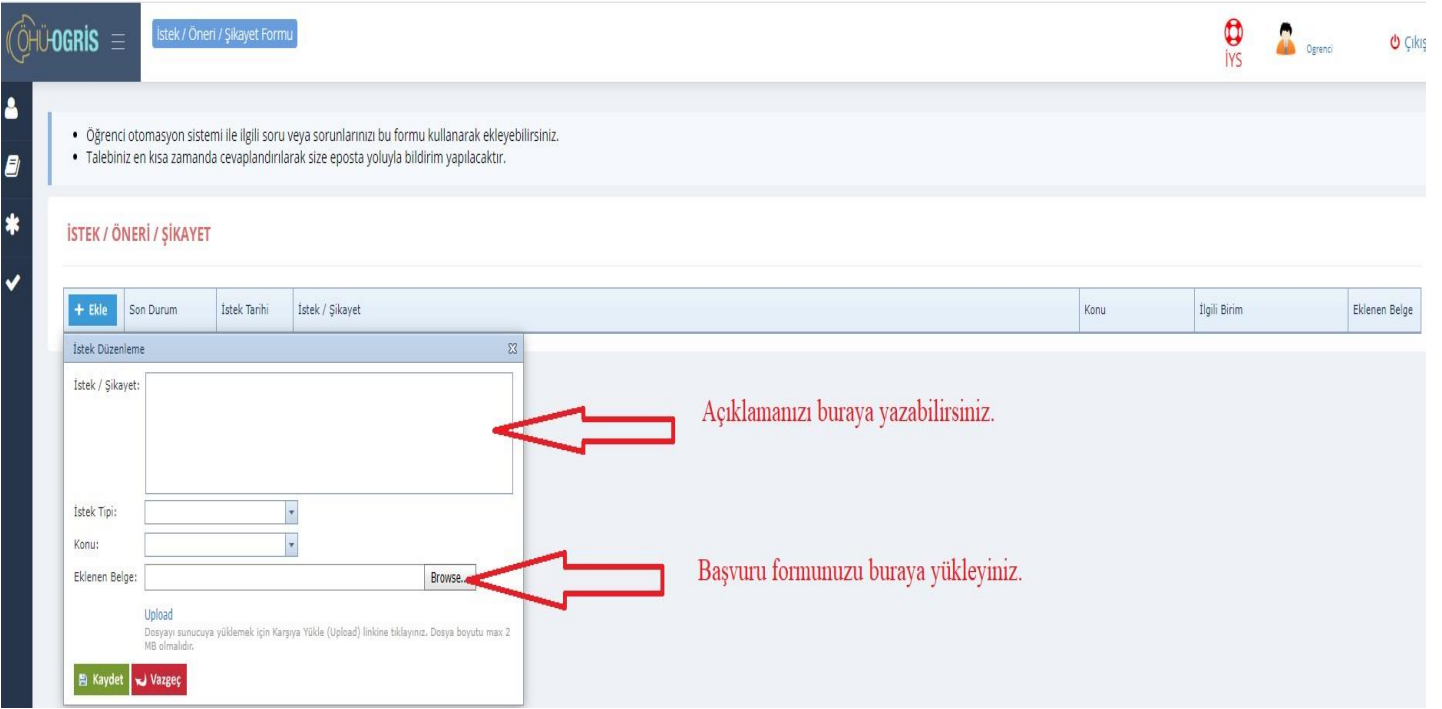 ÖHÜ-OGRİS
İstek / Öneri / Şikayet Formu
İYS
Ogrenci
Çıkış
Öğrenci otomasyon sistemi ile ilgili soru veya sorunlarınızı bu formu kullanarak ekleyebilirsiniz.
Talebiniz en kısa zamanda cevaplandırılarak size eposta yoluyla bildirim yapılacaktır.
İSTEK / ÖNERİ / ŞİKAYET
+ Ekle Son Durum İstek Tarihi İstek / Şikayet Konu İlgili Birim Eklenen Belge
İstek Düzenleme
İstek / Şikayet:
Açıklamanızı buraya yazabilirsiniz.
İstek Tipi:
Konu:
Eklenen Belge: Browse...
Başvuru formunuzu buraya yükleyiniz.
Upload
Dosyayı sunucuya yüklemek için Karşıya Yükle (Upload) linkine tıklayınız. Dosya boyutu max 2
MB olmalıdır.
Kaydet Vazgeç